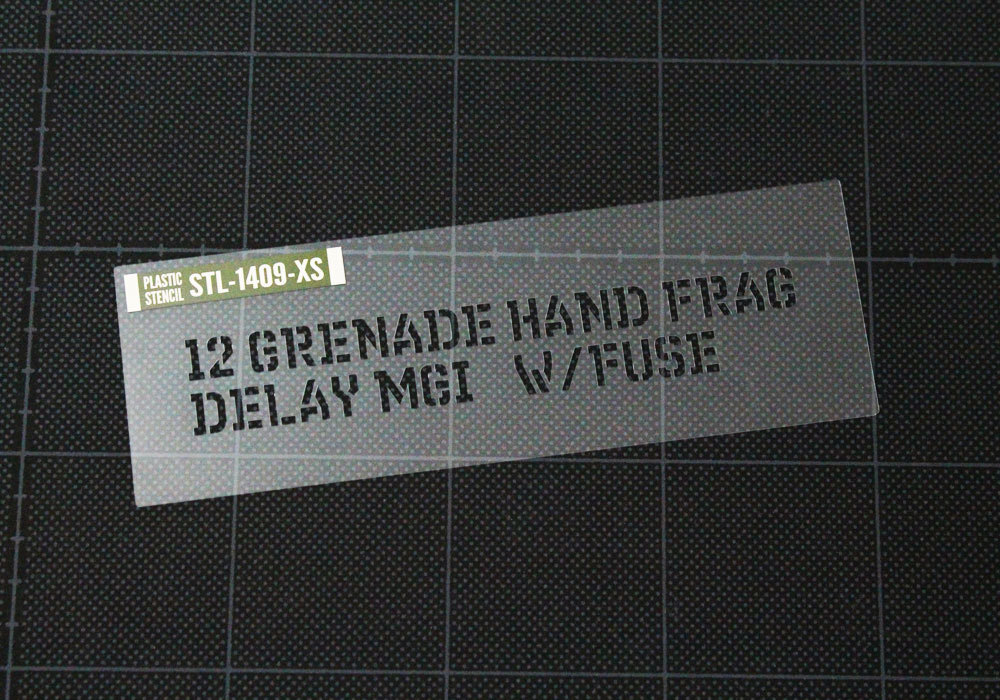 PLASTIC
STENCIL
STL-1409-XS
12 GRENADE HAND FRAG
DELAY MGI W/FUSE